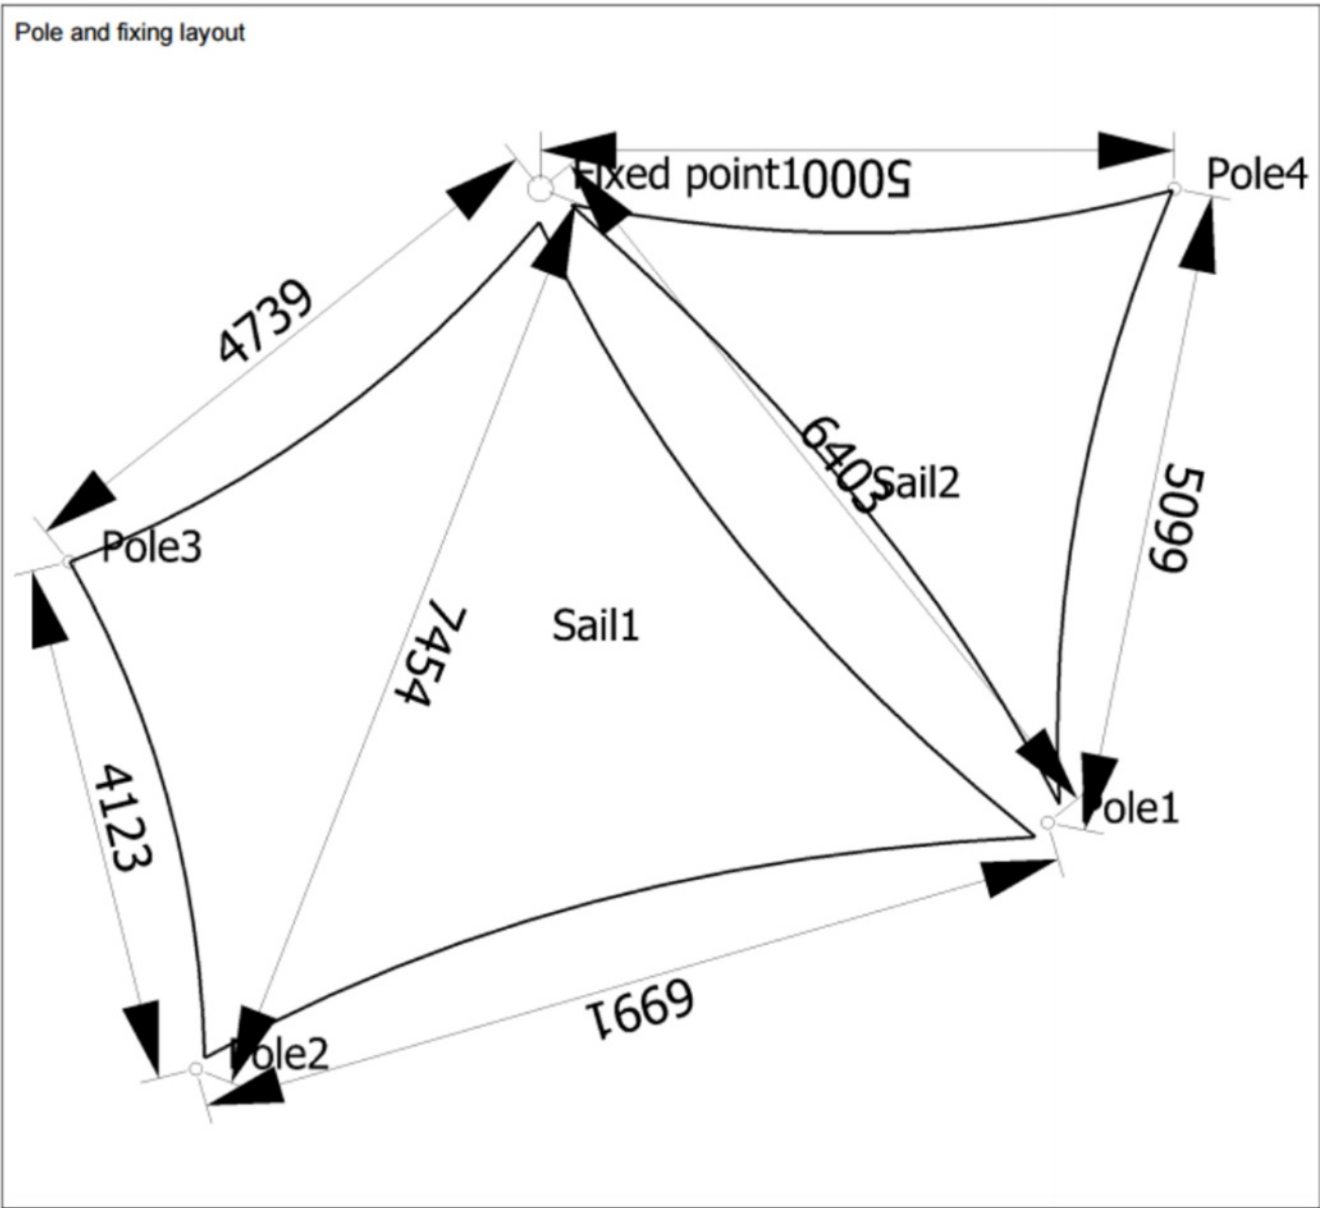 Pole and fixing layout
Fixed point1
5000
Pole4
4739
6403
Sail2
5099
Pole3
Sail1
7454
4123
Pole1
6991
Pole2